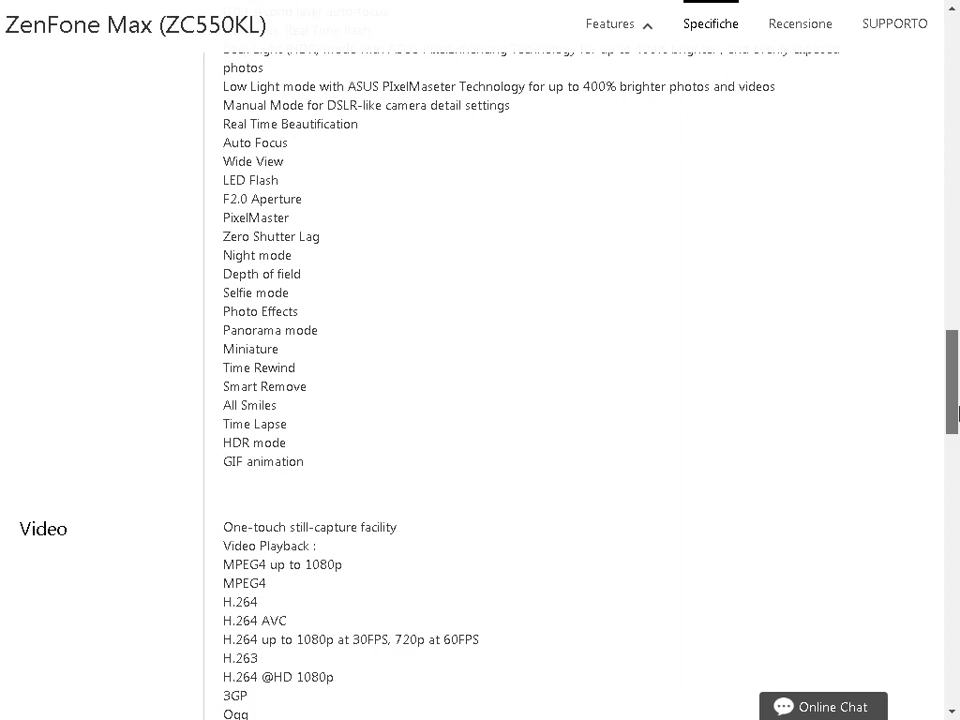 ZenFone Max (ZC550KL)
Features
Specifiche
Recensione
SUPPORTO
photos
Low Light mode with ASUS PIxelMaseter Technology for up to 400% brighter photos and videos
Manual Mode for DSLR-like camera detail settings
Real Time Beautification
Auto Focus
Wide View
LED Flash
F2.0 Aperture
PixelMaster
Zero Shutter Lag
Night mode
Depth of field
Selfie mode
Photo Effects
Panorama mode
Miniature
Time Rewind
Smart Remove
All Smiles
Time Lapse
HDR mode
GIF animation
Video
One-touch still-capture facility
Video Playback :
MPEG4 up to 1080p
MPEG4
H.264
H.264 AVC
H.264 up to 1080p at 30FPS, 720p at 60FPS
H.263
H.264 @HD 1080p
3GP
Ogg
Online Chat